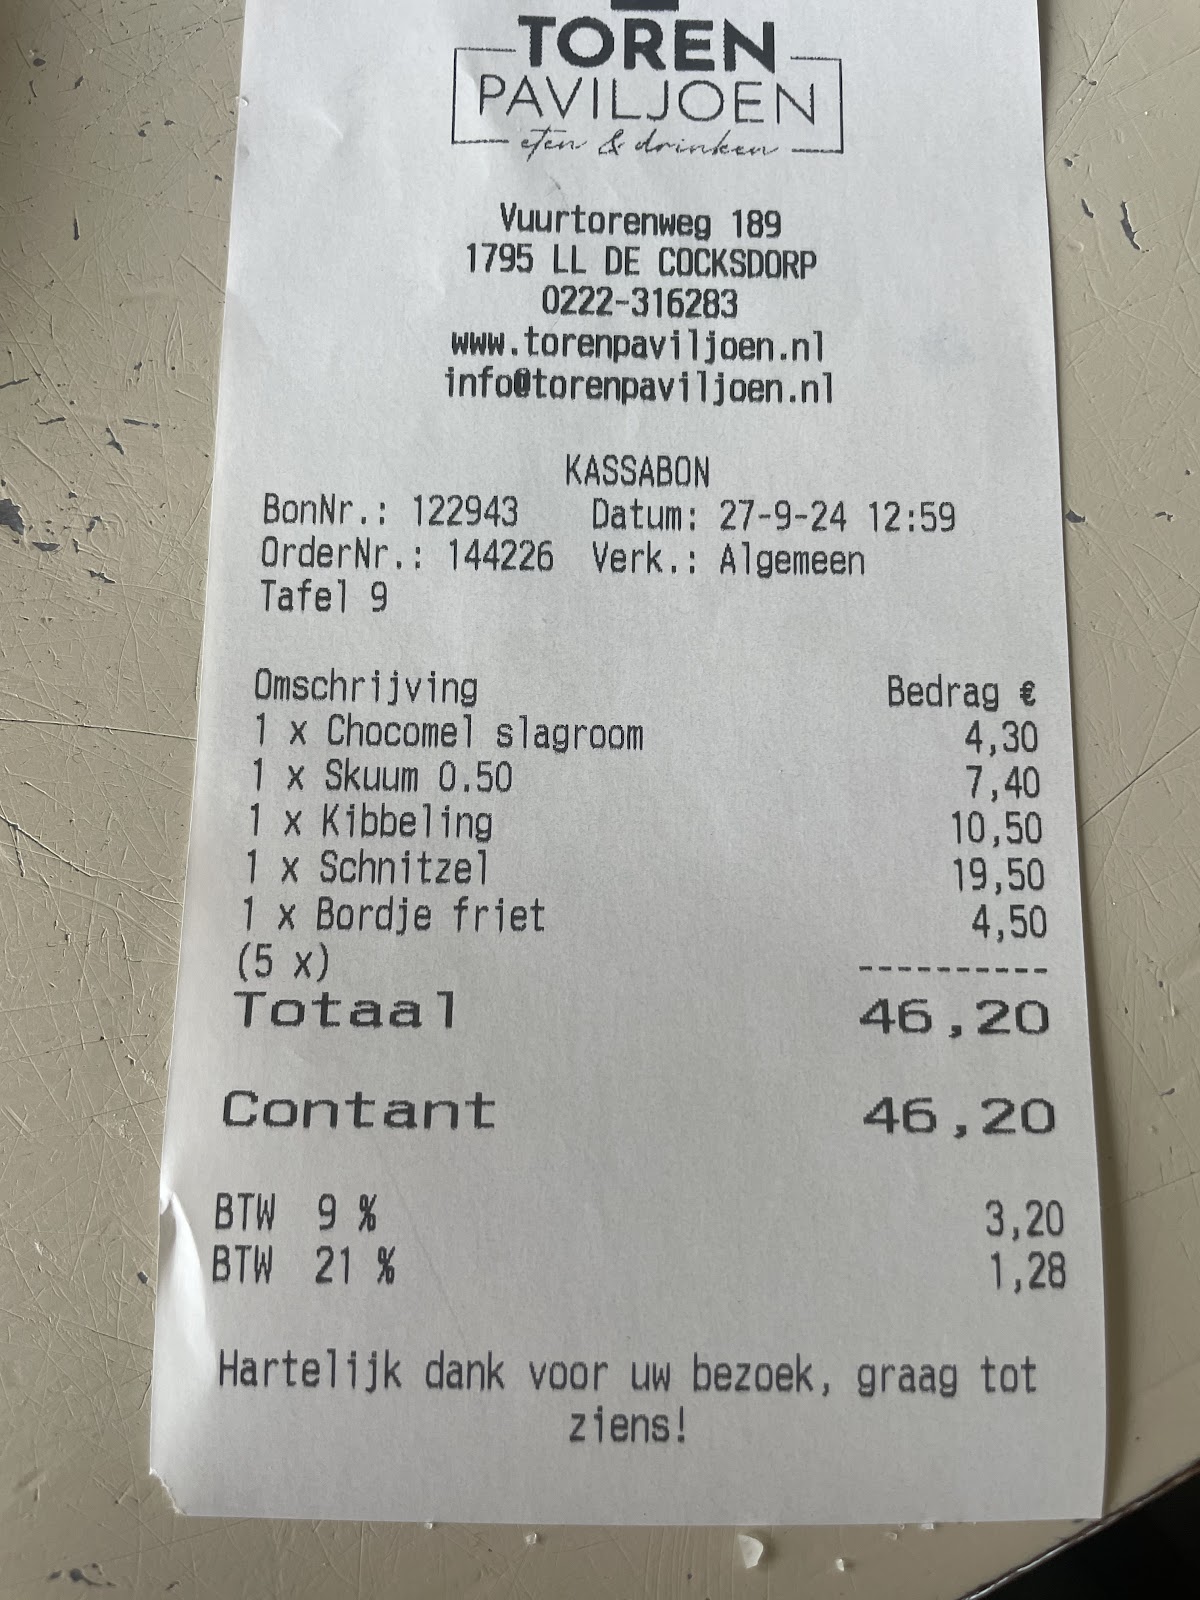 TOREN
PAVILJOEN
eten & drinken
Vuurtorenweg 189
1795 LL DE COCKSDORP
0222-316283
www.torenpaviljoen.nl
info@torenpaviljoen.nl
KASSABON
BonNr.: 122943 Datum: 27-9-24 12:59
OrderNr.: 144226 Verk.: Algemeen
Tafel 9
Omschrijving Bedrag €
1 x Chocomel slagroom 4,30
1 x Skuum 0.50 7,40
1 x Kibbeling 10,50
1 x Schnitzel 19,50
1 x Bordje friet 4,50
(5 x) ----------
Totaal 46,20
Contant 46,20
BTW 9 % 3,20
BTW 21 % 1,28
Hartelijk dank voor uw bezoek, graag tot
ziens!